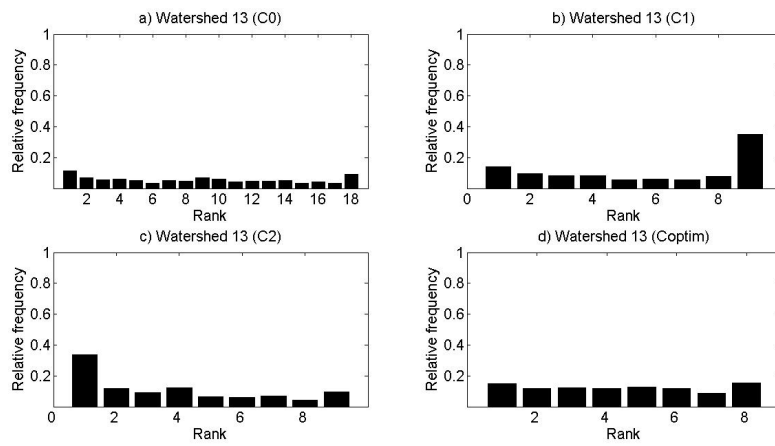 a) Watershed 13 (C0)
Relative frequency
1
0.8
0.6
0.4
0.2
2 4 6 8 10 12 14 16 18
Rank
b) Watershed 13 (C1)
Relative frequency
1
0.8
0.6
0.4
0.2
0 2 4 6 8
Rank
c) Watershed 13 (C2)
Relative frequency
1
0.8
0.6
0.4
0.2
0 2 4 6 8
Rank
d) Watershed 13 (Coptim)
Relative frequency
1
0.8
0.6
0.4
0.2
2 4 6 8
Rank